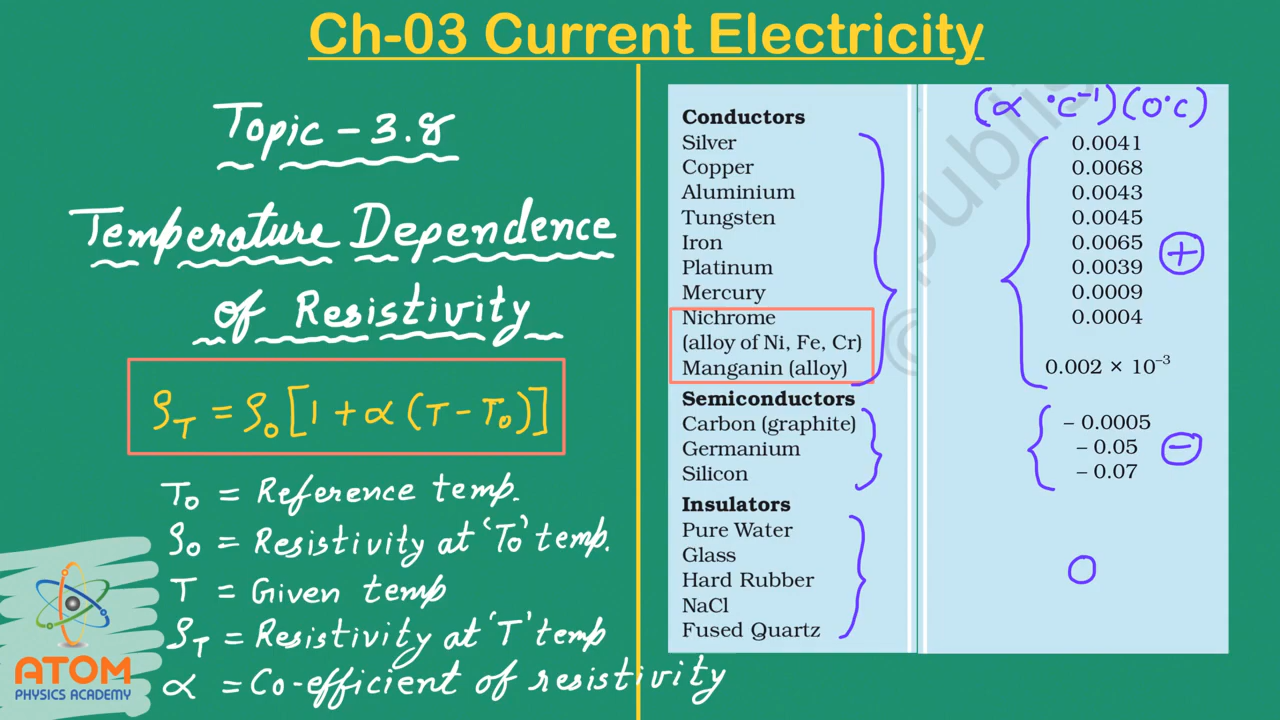 Ch-03 Current Electricity
Topic - 3.8
Temperature Dependence
of Resistivity
ρ_T = ρ₀ [1 + α (T - T₀)]
T₀ = Reference temp.
ρ₀ = Resistivity at 'T₀' temp.
T = Given temp
ρ_T = Resistivity at 'T' temp
α = Co-efficient of resistivity
ATOM
PHYSICS ACADEMY
(α °c⁻¹) (0°c)
Conductors
Silver 0.0041
Copper 0.0068
Aluminium 0.0043
Tungsten 0.0045
Iron 0.0065 +
Platinum 0.0039
Mercury 0.0009
Nichrome 0.0004
(alloy of Ni, Fe, Cr)
Manganin (alloy) 0.002 × 10⁻³
Semiconductors
Carbon (graphite) – 0.0005
Germanium – 0.05 −
Silicon – 0.07
Insulators
Pure Water
Glass
Hard Rubber 0
NaCl
Fused Quartz